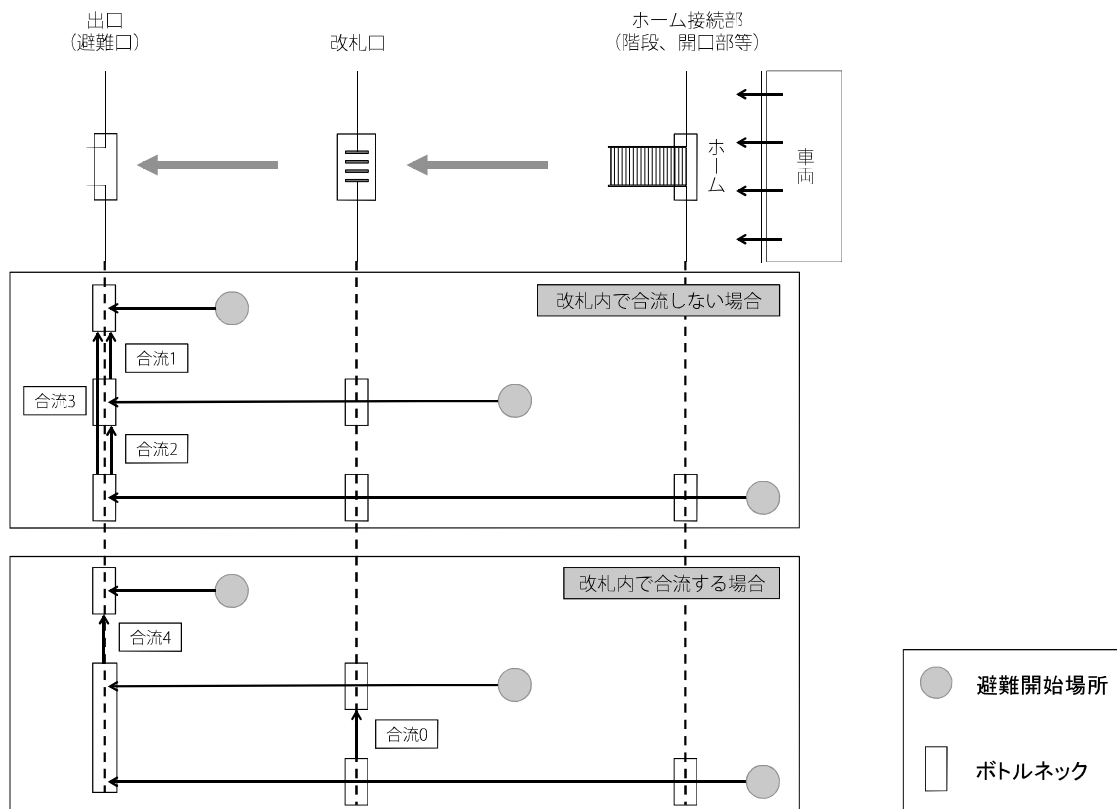 出口
(避難口)
改札口
ホーム接続部
(階段、開口部等)
ホーム
車両
改札内で合流しない場合
合流1
合流3
合流2
改札内で合流する場合
合流4
合流0
避難開始場所
ボトルネック